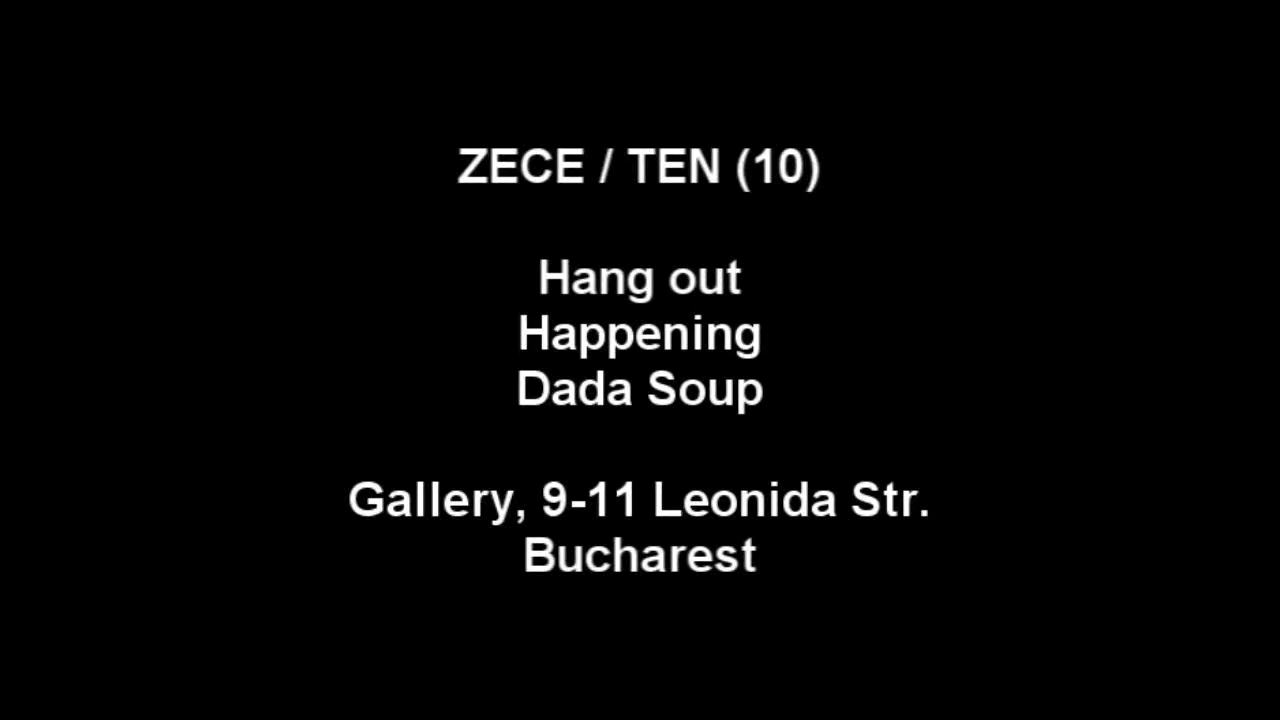 ZECE / TEN (10)
Hang out
Happening
Dada Soup
Gallery, 9-11 Leonida Str.
Bucharest